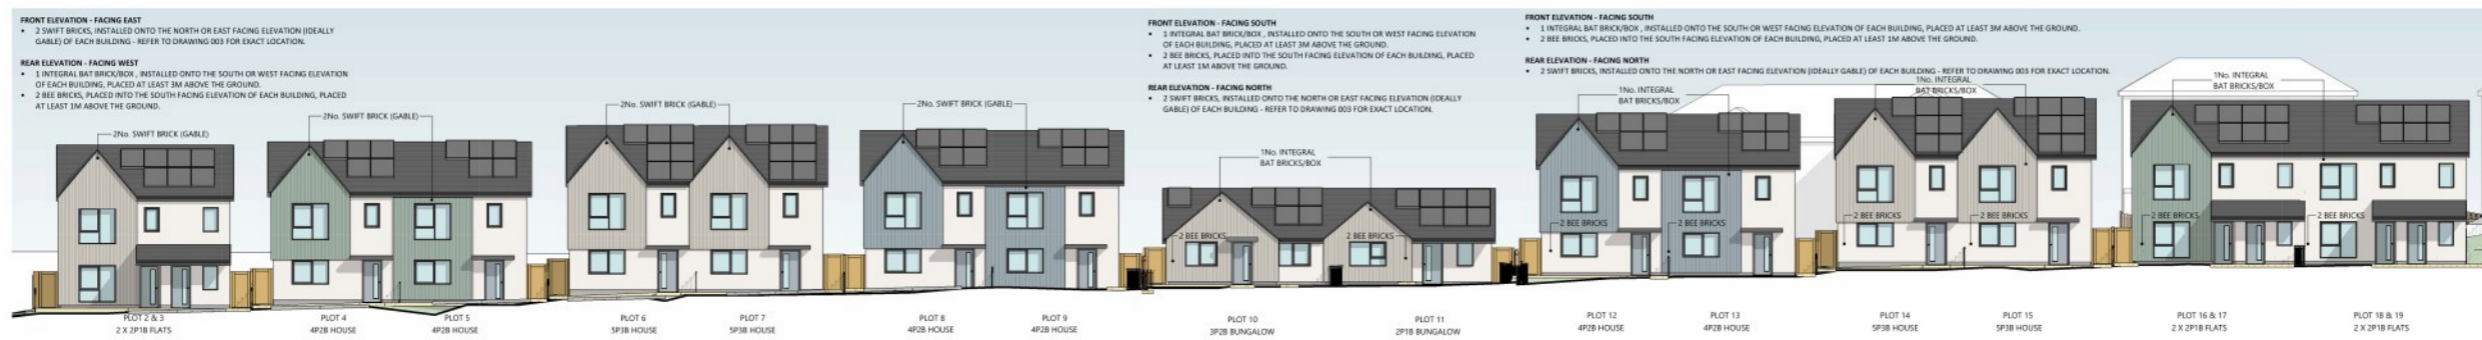 FRONT ELEVATION - FACING EAST
• 2 SWIFT BRICKS, INSTALLED ONTO THE NORTH OR EAST FACING ELEVATION (IDEALLY
GABLE) OF EACH BUILDING - REFER TO DRAWING 003 FOR EXACT LOCATION.
REAR ELEVATION - FACING WEST
• 1 INTEGRAL BAT BRICK/BOX , INSTALLED ONTO THE SOUTH OR WEST FACING ELEVATION
OF EACH BUILDING, PLACED AT LEAST 3M ABOVE THE GROUND.
• 2 BEE BRICKS, PLACED INTO THE SOUTH FACING ELEVATION OF EACH BUILDING, PLACED
AT LEAST 1M ABOVE THE GROUND.
FRONT ELEVATION - FACING SOUTH
• 1 INTEGRAL BAT BRICK/BOX , INSTALLED ONTO THE SOUTH OR WEST FACING ELEVATION
OF EACH BUILDING, PLACED AT LEAST 3M ABOVE THE GROUND.
• 2 BEE BRICKS, PLACED INTO THE SOUTH FACING ELEVATION OF EACH BUILDING, PLACED
AT LEAST 1M ABOVE THE GROUND.
REAR ELEVATION - FACING NORTH
• 2 SWIFT BRICKS, INSTALLED ONTO THE NORTH OR EAST FACING ELEVATION (IDEALLY
GABLE) OF EACH BUILDING - REFER TO DRAWING 003 FOR EXACT LOCATION.
FRONT ELEVATION - FACING SOUTH
• 1 INTEGRAL BAT BRICK/BOX , INSTALLED ONTO THE SOUTH OR WEST FACING ELEVATION OF EACH BUILDING, PLACED AT LEAST 3M ABOVE THE GROUND.
• 2 BEE BRICKS, PLACED INTO THE SOUTH FACING ELEVATION OF EACH BUILDING, PLACED AT LEAST 1M ABOVE THE GROUND.
REAR ELEVATION - FACING NORTH
• 2 SWIFT BRICKS, INSTALLED ONTO THE NORTH OR EAST FACING ELEVATION (IDEALLY GABLE) OF EACH BUILDING - REFER TO DRAWING 003 FOR EXACT LOCATION.
2No. SWIFT BRICK (GABLE)
2No. SWIFT BRICK (GABLE)
2No. SWIFT BRICK (GABLE)
2No. SWIFT BRICK (GABLE)
1No. INTEGRAL
BAT BRICKS/BOX
1No. INTEGRAL
BAT BRICKS/BOX
1No. INTEGRAL
BAT BRICKS/BOX
1No. INTEGRAL
BAT BRICKS/BOX
2 BEE BRICKS
2 BEE BRICKS
2 BEE BRICKS
2 BEE BRICKS
2 BEE BRICKS
2 BEE BRICKS
2 BEE BRICKS
2 BEE BRICKS
PLOT 2 & 3
2 X 2P1B FLATS
PLOT 4
4P2B HOUSE
PLOT 5
4P2B HOUSE
PLOT 6
5P3B HOUSE
PLOT 7
5P3B HOUSE
PLOT 8
4P2B HOUSE
PLOT 9
4P2B HOUSE
PLOT 10
3P2B BUNGALOW
PLOT 11
2P1B BUNGALOW
PLOT 12
4P2B HOUSE
PLOT 13
4P2B HOUSE
PLOT 14
5P3B HOUSE
PLOT 15
5P3B HOUSE
PLOT 16 & 17
2 X 2P1B FLATS
PLOT 18 & 19
2 X 2P1B FLATS